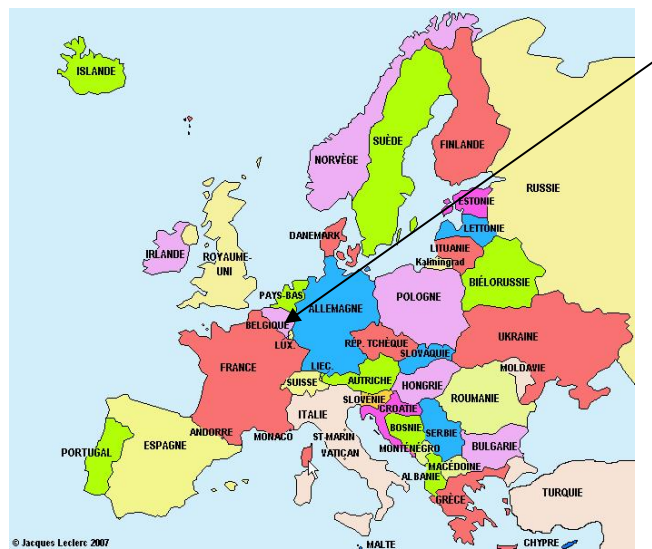 ISLANDE
NORVÈGE
SUÈDE
FINLANDE
RUSSIE
ESTONIE
LETTONIE
LITUANIE
Kaliningrad
DANEMARK
IRLANDE
ROYAUME-
UNI
PAYS-BAS
BIÉLORUSSIE
ALLEMAGNE
POLOGNE
BELGIQUE
LUX.
RÉP. TCHÈQUE
SLOVAQUIE
UKRAINE
FRANCE
LIEC.
MOLDAVIE
SUISSE
AUTRICHE
HONGRIE
ROUMANIE
SLOVÉNIE
CROATIE
ITALIE
BOSNIE
SERBIE
ANDORRE
MONACO
ST-MARIN
VATICAN
MONTÉNÉGRO
BULGARIE
PORTUGAL
ESPAGNE
MACÉDOINE
ALBANIE
GRÈCE
TURQUIE
© Jacques Leclerc 2007
MALTE
CHYPRE